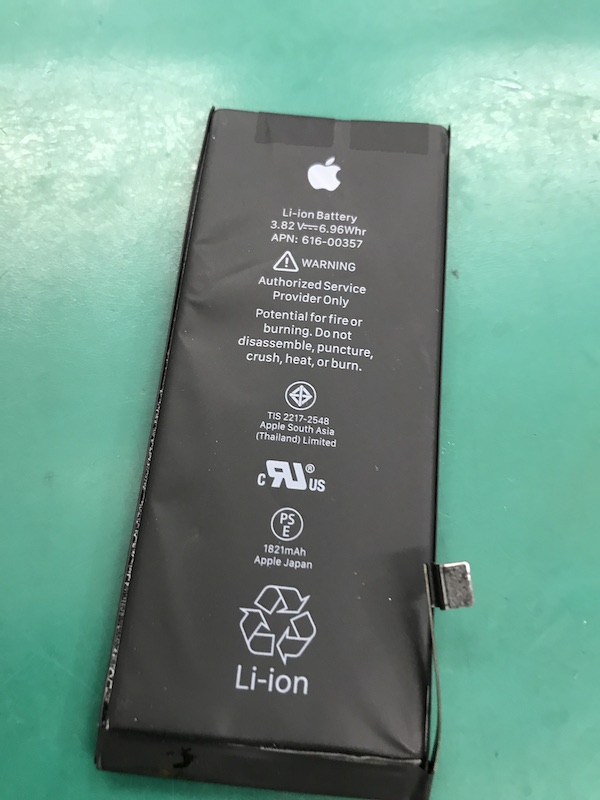 Li-ion Battery
3.82 V⎓6.96Whr
APN: 616-00357
WARNING
Authorized Service
Provider Only
Potential for fire or
burning. Do not
disassemble, puncture,
crush, heat, or burn.
TIS 2217-2548
Apple South Asia
(Thailand) Limited
c RU ® US
PS
E
1821mAh
Apple Japan
Li-ion